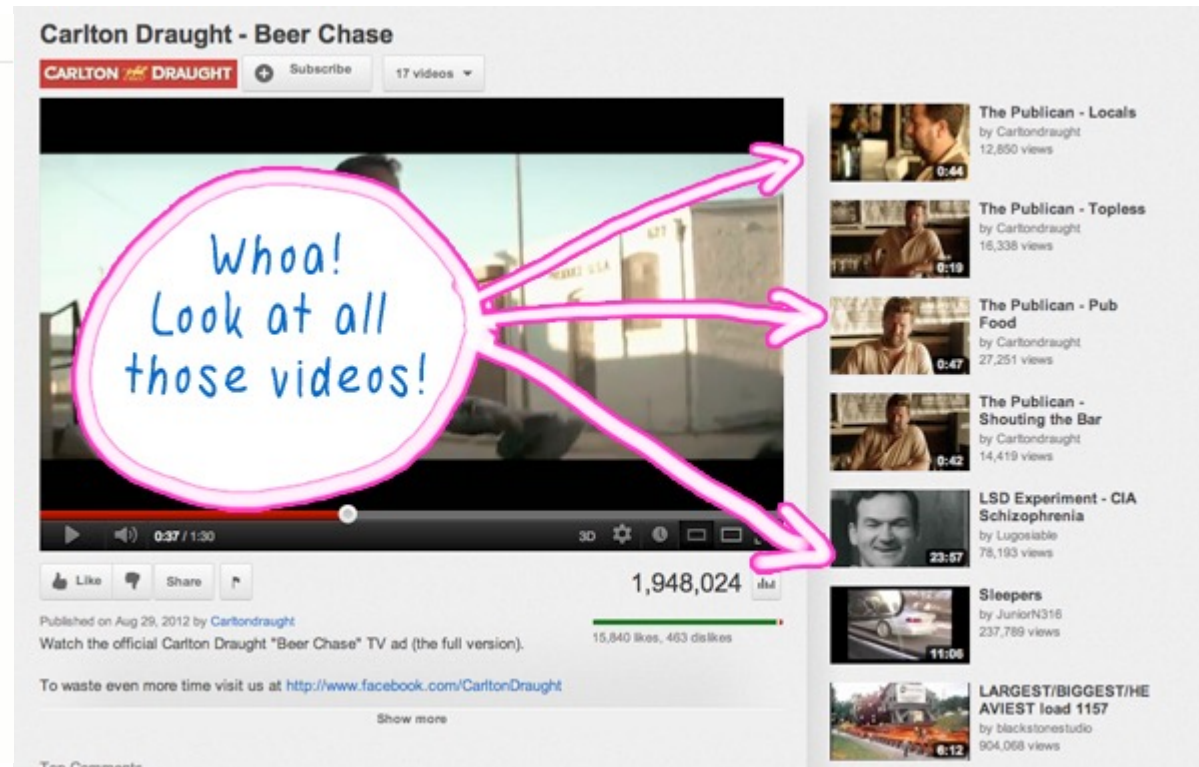 Carlton Draught - Beer Chase
CARLTON DRAUGHT
Subscribe
17 videos
Whoa!
Look at all
those videos!
0:37 / 1:30
3D
Like
Share
1,948,024
Published on Aug 29, 2012 by Carltondraught
15,840 likes, 463 dislikes
Watch the official Carlton Draught "Beer Chase" TV ad (the full version).
To waste even more time visit us at http://www.facebook.com/CarltonDraught
Show more
Top Comments
The Publican - Locals
by Carltondraught
12,850 views
0:44
The Publican - Topless
by Carltondraught
16,338 views
0:19
The Publican - Pub
Food
by Carltondraught
27,251 views
0:47
The Publican -
Shouting the Bar
by Carltondraught
14,419 views
0:42
LSD Experiment - CIA
Schizophrenia
by Lugosiable
78,193 views
23:57
Sleepers
by JuniorN316
237,789 views
11:06
LARGEST/BIGGEST/HE
AVIEST load 1157
by blackstonestudio
904,068 views
6:12